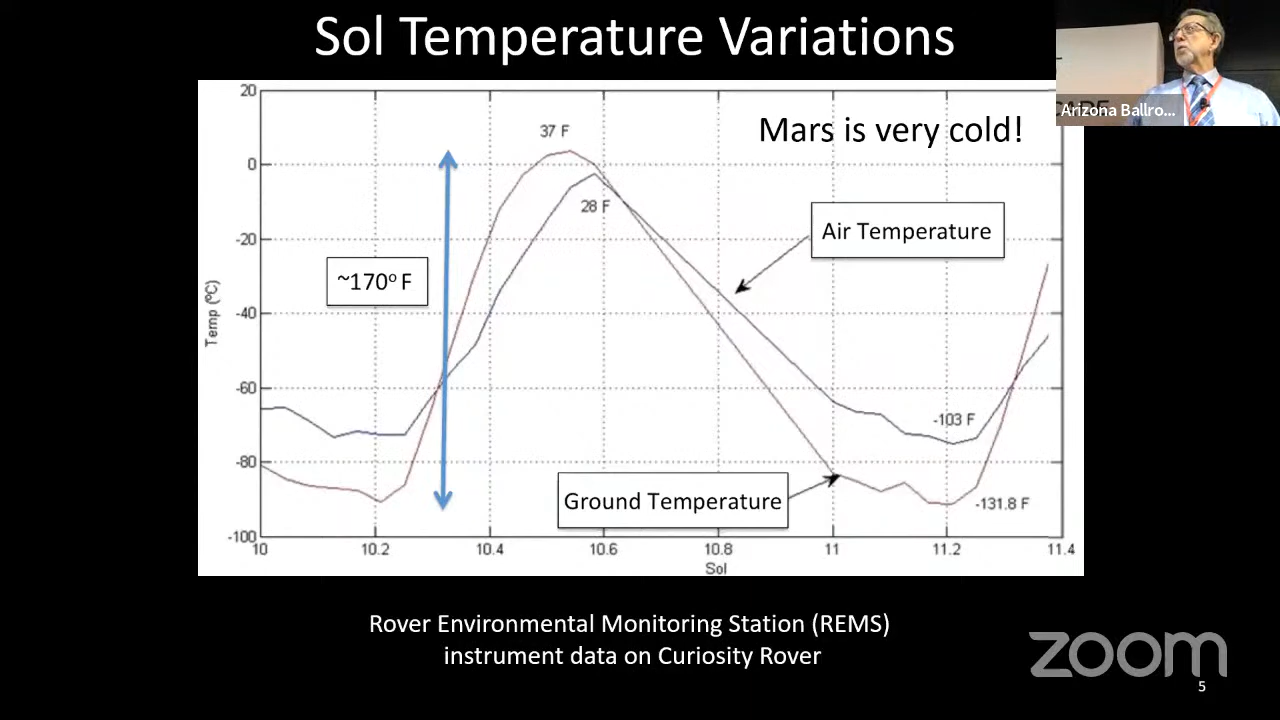 Sol Temperature Variations
Arizona Ballro...
Mars is very cold!
37 F
28 F
Air Temperature
~170º F
Ground Temperature
-103 F
-131.8 F
Temp (ºC)
20
0
-20
-40
-60
-80
-100
10
10.2
10.4
10.6
10.8
11
11.2
11.4
Sol
Rover Environmental Monitoring Station (REMS)
instrument data on Curiosity Rover
zoom
5